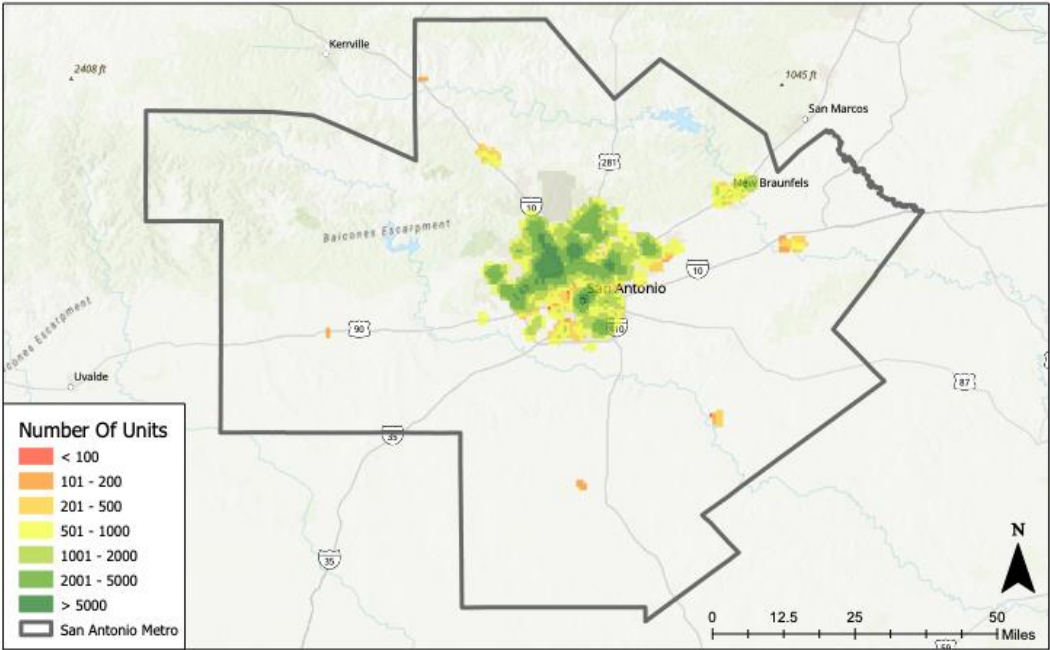 Kerrville
2408 ft
1045 ft
San Marcos
281
New Braunfels
10
Balcones Escarpment
10
San Antonio
90
410
Escarpment
Uvalde
87
35
35
Number Of Units
< 100
101 - 200
201 - 500
501 - 1000
1001 - 2000
2001 - 5000
> 5000
San Antonio Metro
N
0 12.5 25 50
Miles
59